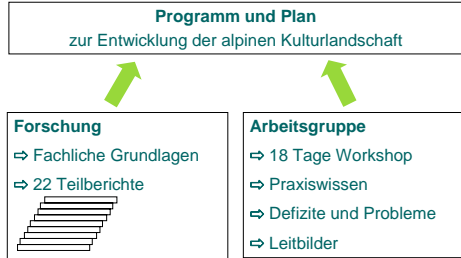 Programm und Plan
zur Entwicklung der alpinen Kulturlandschaft
Forschung
⇨ Fachliche Grundlagen
⇨ 22 Teilberichte
Arbeitsgruppe
⇨ 18 Tage Workshop
⇨ Praxiswissen
⇨ Defizite und Probleme
⇨ Leitbilder